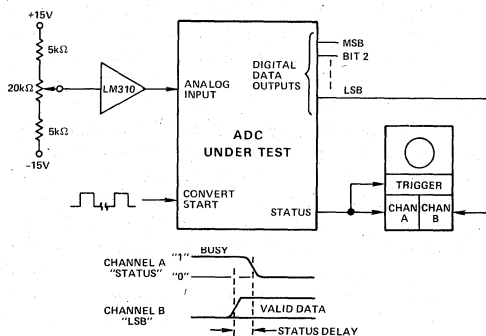 +15V
5kΩ
20kΩ
5kΩ
-15V
LM310
ANALOG
INPUT
DIGITAL
DATA
OUTPUTS
MSB
BIT 2
LSB
ADC
UNDER TEST
CONVERT
START
STATUS
TRIGGER
CHAN
A
CHAN
B
CHANNEL A
"STATUS"
"1"
BUSY
"0"
CHANNEL B
"LSB"
VALID DATA
STATUS DELAY